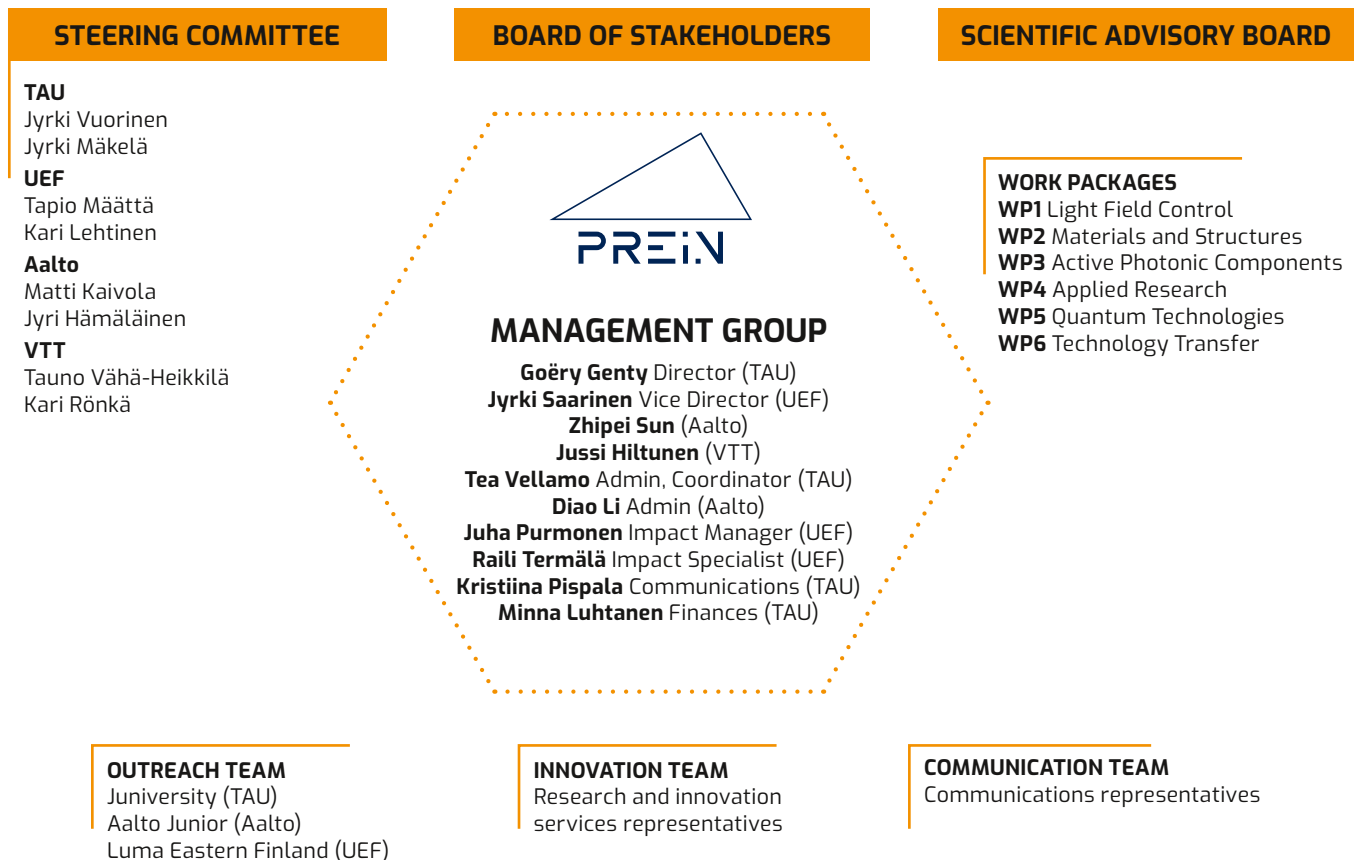 STEERING COMMITTEE
BOARD OF STAKEHOLDERS
SCIENTIFIC ADVISORY BOARD
TAU
Jyrki Vuorinen
Jyrki Mäkelä
UEF
Tapio Määttä
Kari Lehtinen
Aalto
Matti Kaivola
Jyri Hämäläinen
VTT
Tauno Vähä-Heikkilä
Kari Rönkä
PREiN
MANAGEMENT GROUP
Goëry Genty Director (TAU)
Jyrki Saarinen Vice Director (UEF)
Zhipei Sun (Aalto)
Jussi Hiltunen (VTT)
Tea Vellamo Admin, Coordinator (TAU)
Diao Li Admin (Aalto)
Juha Purmonen Impact Manager (UEF)
Raili Termälä Impact Specialist (UEF)
Kristiina Pispala Communications (TAU)
Minna Luhtanen Finances (TAU)
WORK PACKAGES
WP1 Light Field Control
WP2 Materials and Structures
WP3 Active Photonic Components
WP4 Applied Research
WP5 Quantum Technologies
WP6 Technology Transfer
OUTREACH TEAM
Juniversity (TAU)
Aalto Junior (Aalto)
Luma Eastern Finland (UEF)
INNOVATION TEAM
Research and innovation
services representatives
COMMUNICATION TEAM
Communications representatives